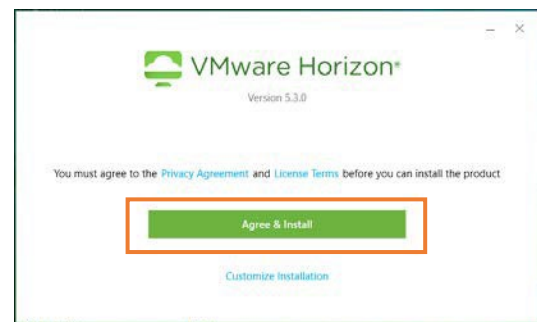 VMware Horizon®
Version 5.3.0
You must agree to the Privacy Agreement and License Terms before you can install the product
Agree & Install
Customize Installation